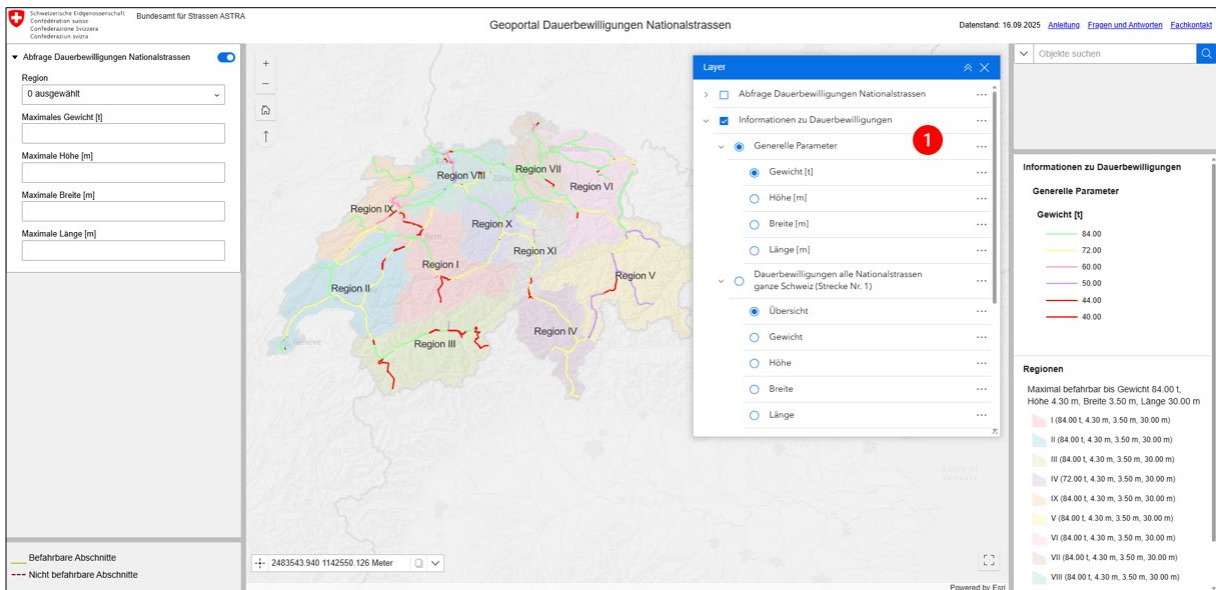 Schweizerische Eidgenossenschaft
Confédération suisse
Confederazione Svizzera
Confederaziun svizra
Bundesamt für Strassen ASTRA
Geoportal Dauerbewilligungen Nationalstrassen
Datenstand: 16.09.2025 Anleitung Fragen und Antworten Fachkontakt
Abfrage Dauerbewilligungen Nationalstrassen
Region
0 ausgewählt
Maximales Gewicht [t]
Maximale Höhe [m]
Maximale Breite [m]
Maximale Länge [m]
Befahrbare Abschnitte
Nicht befahrbare Abschnitte
Region VIII
Region VII
Region VI
Region IX
Region X
Region XI
Region I
Region V
Region II
Region IV
Region III
Genève
Bern
Zürich
2483543.940 1142550.126 Meter
Powered by Esri
Layer
Abfrage Dauerbewilligungen Nationalstrassen
Informationen zu Dauerbewilligungen
1
Generelle Parameter
Gewicht [t]
Höhe [m]
Breite [m]
Länge [m]
Dauerbewilligungen alle Nationalstrassen
ganze Schweiz (Strecke Nr. 1)
Übersicht
Gewicht
Höhe
Breite
Länge
Objekte suchen
Informationen zu Dauerbewilligungen
Generelle Parameter
Gewicht [t]
84.00
72.00
60.00
50.00
44.00
40.00
Regionen
Maximal befahrbar bis Gewicht 84.00 t,
Höhe 4.30 m, Breite 3.50 m, Länge 30.00 m
I (84.00 t, 4.30 m, 3.50 m, 30.00 m)
II (84.00 t, 4.30 m, 3.50 m, 30.00 m)
III (84.00 t, 4.30 m, 3.50 m, 30.00 m)
IV (72.00 t, 4.30 m, 3.50 m, 30.00 m)
IX (84.00 t, 4.30 m, 3.50 m, 30.00 m)
V (84.00 t, 4.30 m, 3.50 m, 30.00 m)
VI (84.00 t, 4.30 m, 3.50 m, 30.00 m)
VII (84.00 t, 4.30 m, 3.50 m, 30.00 m)
VIII (84.00 t, 4.30 m, 3.50 m, 30.00 m)